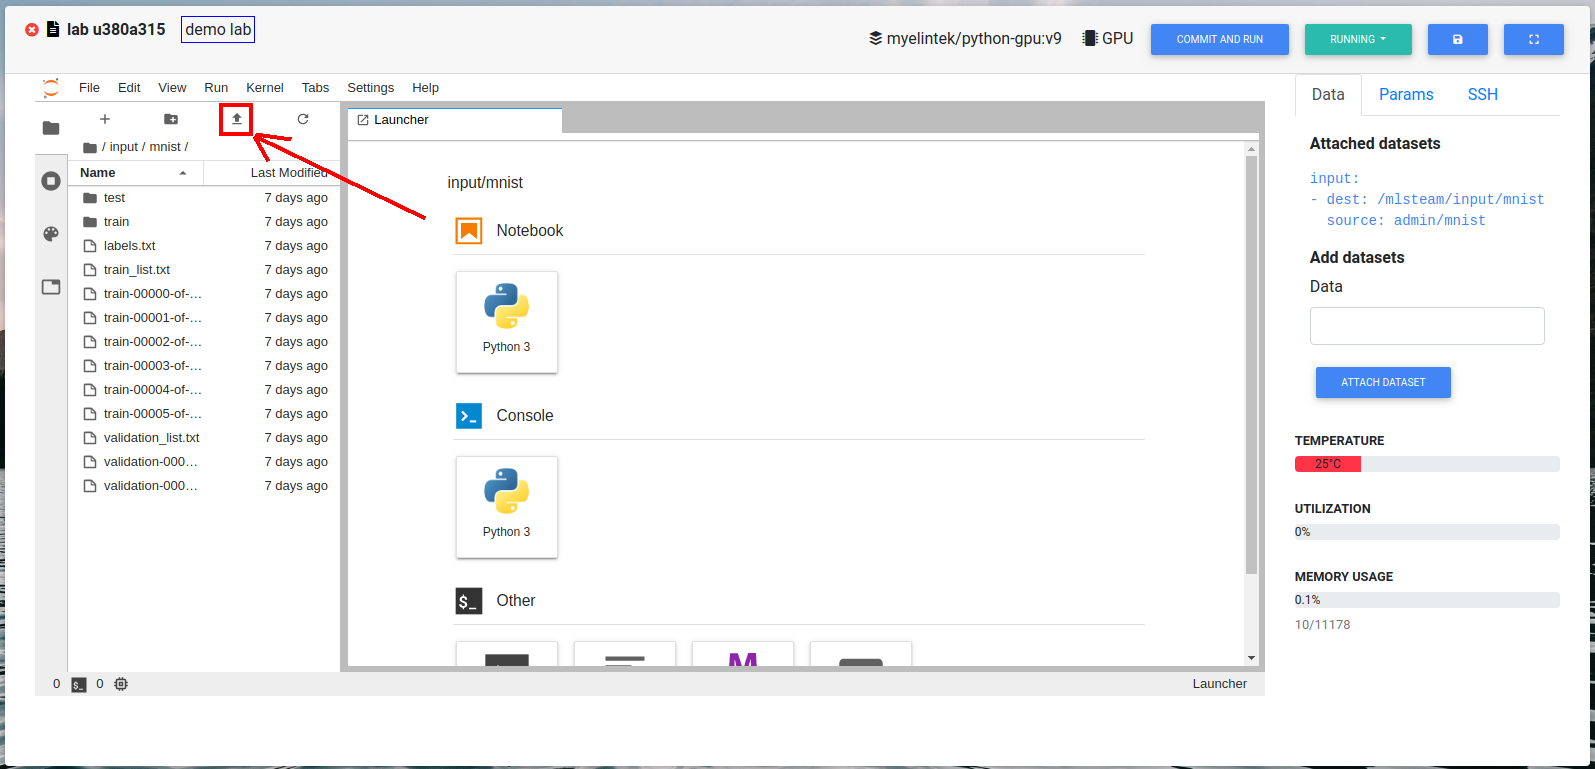 lab u380a315
demo lab
myelintek/python-gpu:v9
GPU
COMMIT AND RUN
RUNNING
File Edit View Run Kernel Tabs Settings Help
/ input / mnist /
Name Last Modified
test 7 days ago
train 7 days ago
labels.txt 7 days ago
train_list.txt 7 days ago
train-00000-of-... 7 days ago
train-00001-of-... 7 days ago
train-00002-of-... 7 days ago
train-00003-of-... 7 days ago
train-00004-of-... 7 days ago
train-00005-of-... 7 days ago
validation_list.txt 7 days ago
validation-000... 7 days ago
validation-000... 7 days ago
Launcher
input/mnist
Notebook
Python 3
Console
Python 3
$_ Other
M
0 $_ 0
Launcher
Data Params SSH
Attached datasets
input:
- dest: /mlsteam/input/mnist
source: admin/mnist
Add datasets
Data
ATTACH DATASET
TEMPERATURE
25°C
UTILIZATION
0%
MEMORY USAGE
0.1%
10/11178